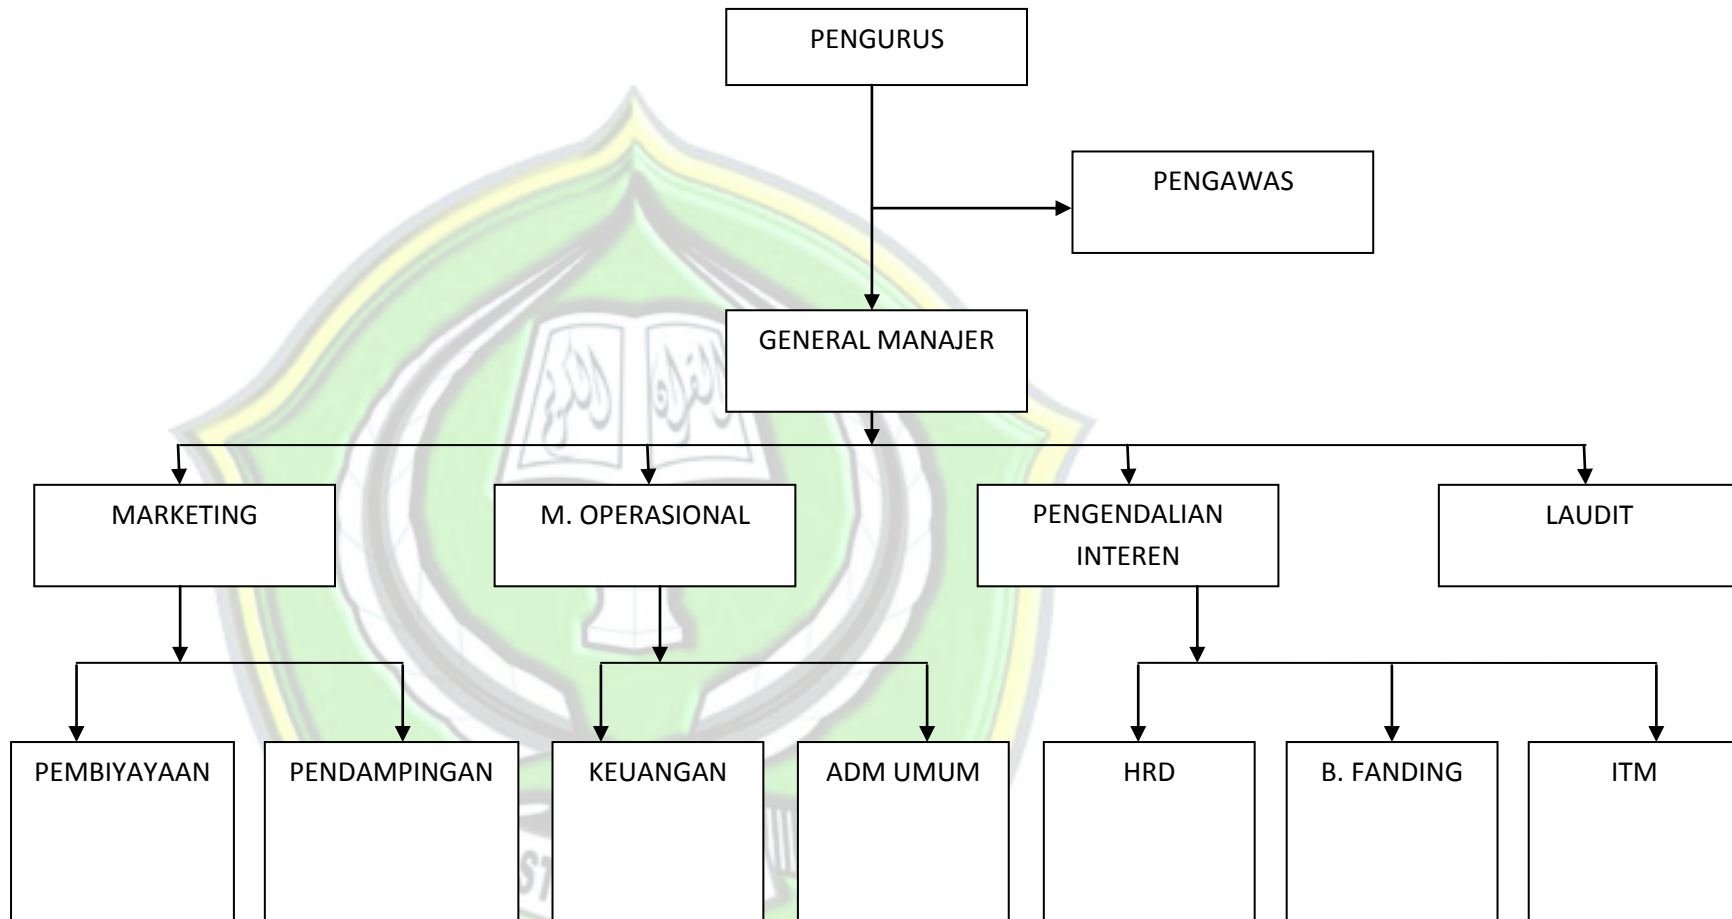 PENGURUS
PENGAWAS
GENERAL MANAJER
MARKETING
M. OPERASIONAL
PENGENDALIAN
INTEREN
LAUDIT
PEMBIYAYAAN
PENDAMPINGAN
KEUANGAN
ADM UMUM
HRD
B. FANDING
ITM